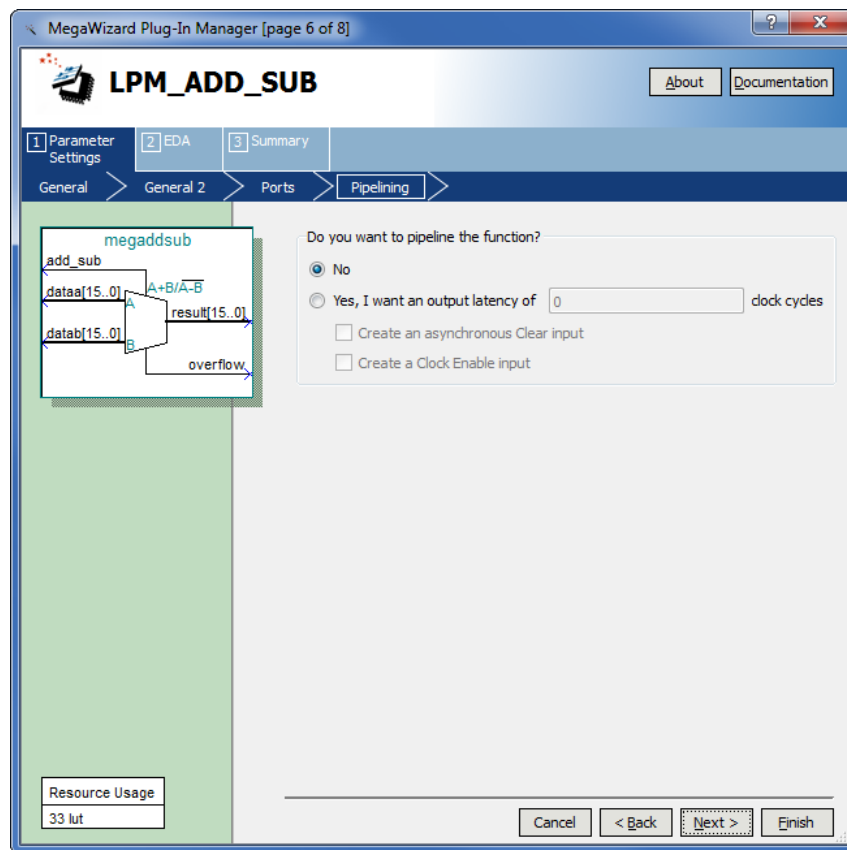 MegaWizard Plug-In Manager [page 6 of 8]
?
X
LPM_ADD_SUB
About
Documentation
1 Parameter Settings
2 EDA
3 Summary
General
General 2
Ports
Pipelining
megaddsub
add_sub
A+B/A-B
dataa[15..0]
A
result[15..0]
datab[15..0]
B
overflow
Do you want to pipeline the function?
No
Yes, I want an output latency of 0 clock cycles
Create an asynchronous Clear input
Create a Clock Enable input
Resource Usage
33 lut
Cancel
< Back
Next >
Finish